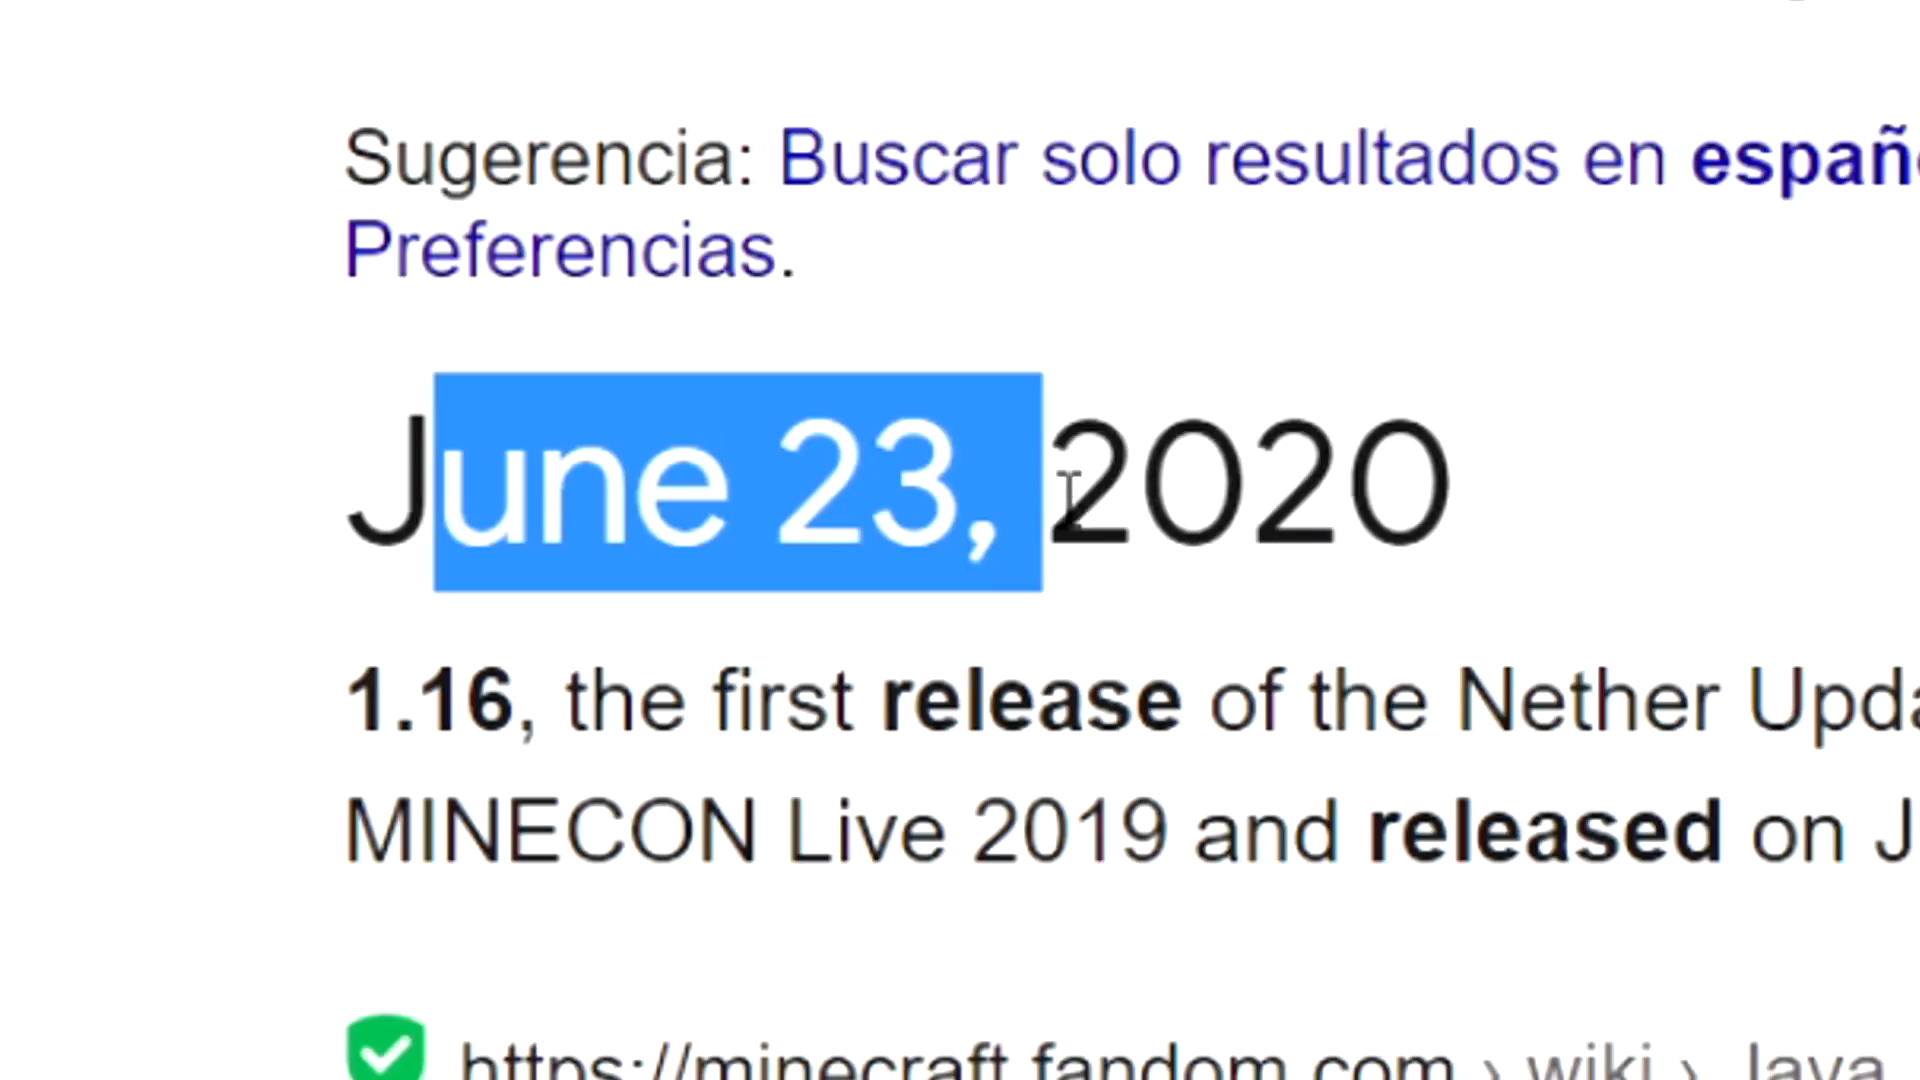 Sugerencia: Buscar solo resultados en
Preferencias.
June 23, 2020
1.16, the first release of the Nether
MINECON Live 2019 and released on J
https://minecraft.fandom.com › wiki › Java